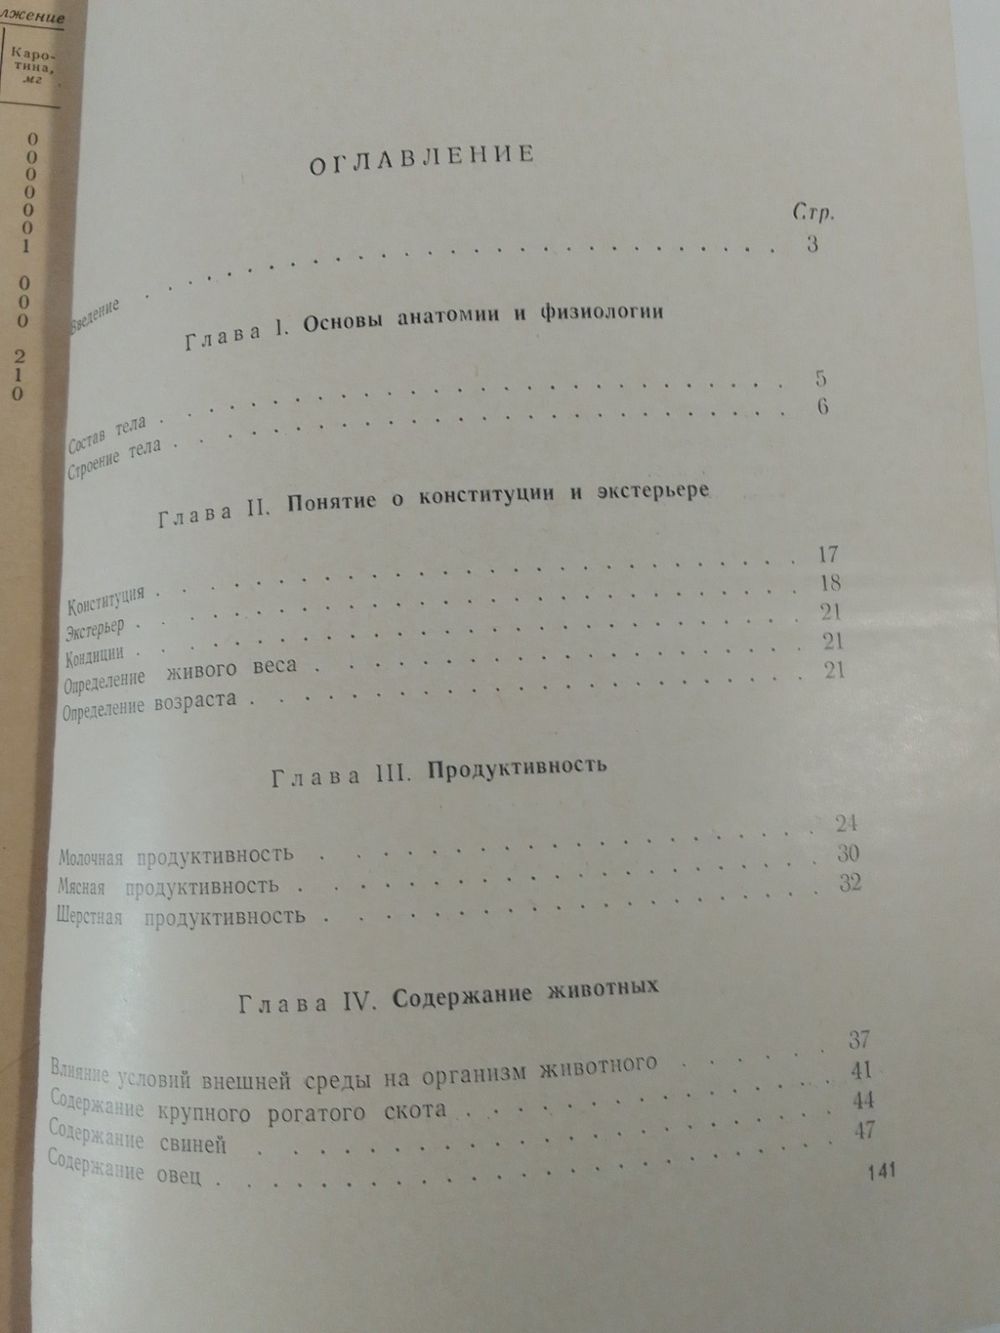 лжение
Каро-
тина,
мг
0
0
0
0
0
0
1
0
0
0
2
1
0
ОГЛАВЛЕНИЕ
Стр.
Введение . . . . . . . . . . . . . . . . . . . . . . . . 3
Глава I. Основы анатомии и физиологии
Состав тела . . . . . . . . . . . . . . . . . . . . . . . . 5
Строение тела . . . . . . . . . . . . . . . . . . . . . . . . 6
Глава II. Понятие о конституции и экстерьере
Конституция . . . . . . . . . . . . . . . . . . . . . . . . 17
Экстерьер . . . . . . . . . . . . . . . . . . . . . . . . 18
Кондиции . . . . . . . . . . . . . . . . . . . . . . . . 21
Определение живого веса . . . . . . . . . . . . . . . . . . 21
Определение возраста . . . . . . . . . . . . . . . . . . . . 21
Глава III. Продуктивность
Молочная продуктивность . . . . . . . . . . . . . . . . . . 24
Мясная продуктивность . . . . . . . . . . . . . . . . . . . 30
Шерстная продуктивность . . . . . . . . . . . . . . . . . . 32
Глава IV. Содержание животных
Влияние условий внешней среды на организм животного . . . . . . 37
Содержание крупного рогатого скота . . . . . . . . . . . . . . 41
Содержание свиней . . . . . . . . . . . . . . . . . . . . . 44
Содержание овец . . . . . . . . . . . . . . . . . . . . . . 47
141